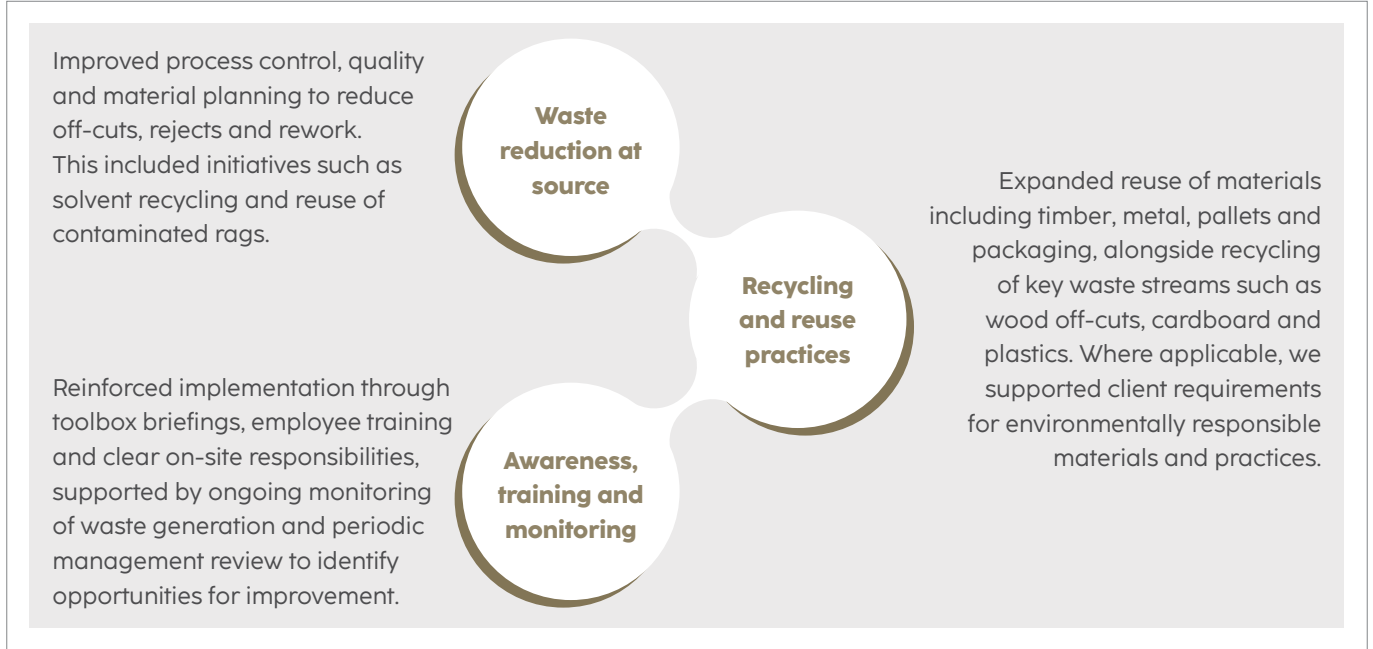 Improved process control, quality
and material planning to reduce
off-cuts, rejects and rework.
This included initiatives such as
solvent recycling and reuse of
contaminated rags.
Waste
reduction at
source
Recycling
and reuse
practices
Expanded reuse of materials
including timber, metal, pallets and
packaging, alongside recycling
of key waste streams such as
wood off-cuts, cardboard and
plastics. Where applicable, we
supported client requirements
for environmentally responsible
materials and practices.
Reinforced implementation through
toolbox briefings, employee training
and clear on-site responsibilities,
supported by ongoing monitoring
of waste generation and periodic
management review to identify
opportunities for improvement.
Awareness,
training and
monitoring